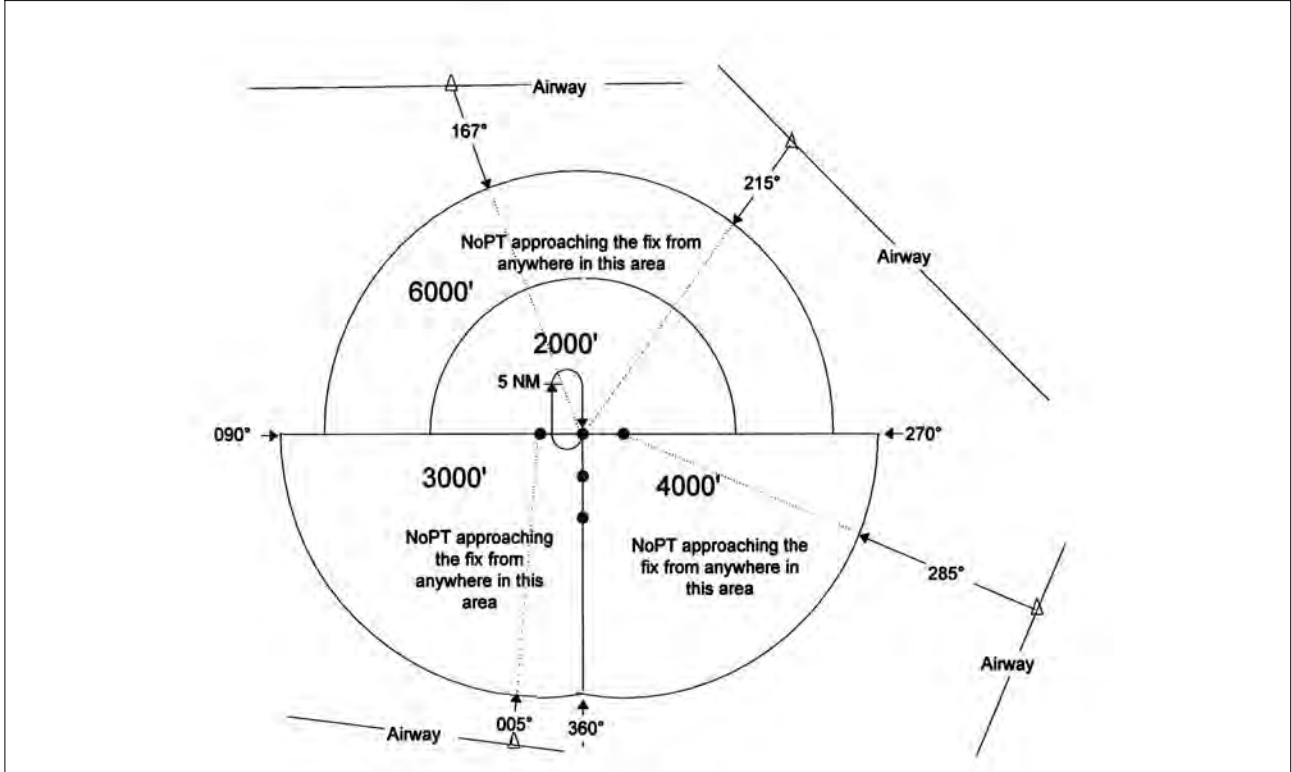 Airway
167°
215°
Airway
NoPT approaching the fix from
anywhere in this area
6000'
2000'
5 NM
090°
270°
3000'
4000'
NoPT approaching
the fix from
anywhere in this
area
NoPT approaching the
fix from anywhere in
this area
285°
Airway
005°
360°
Airway